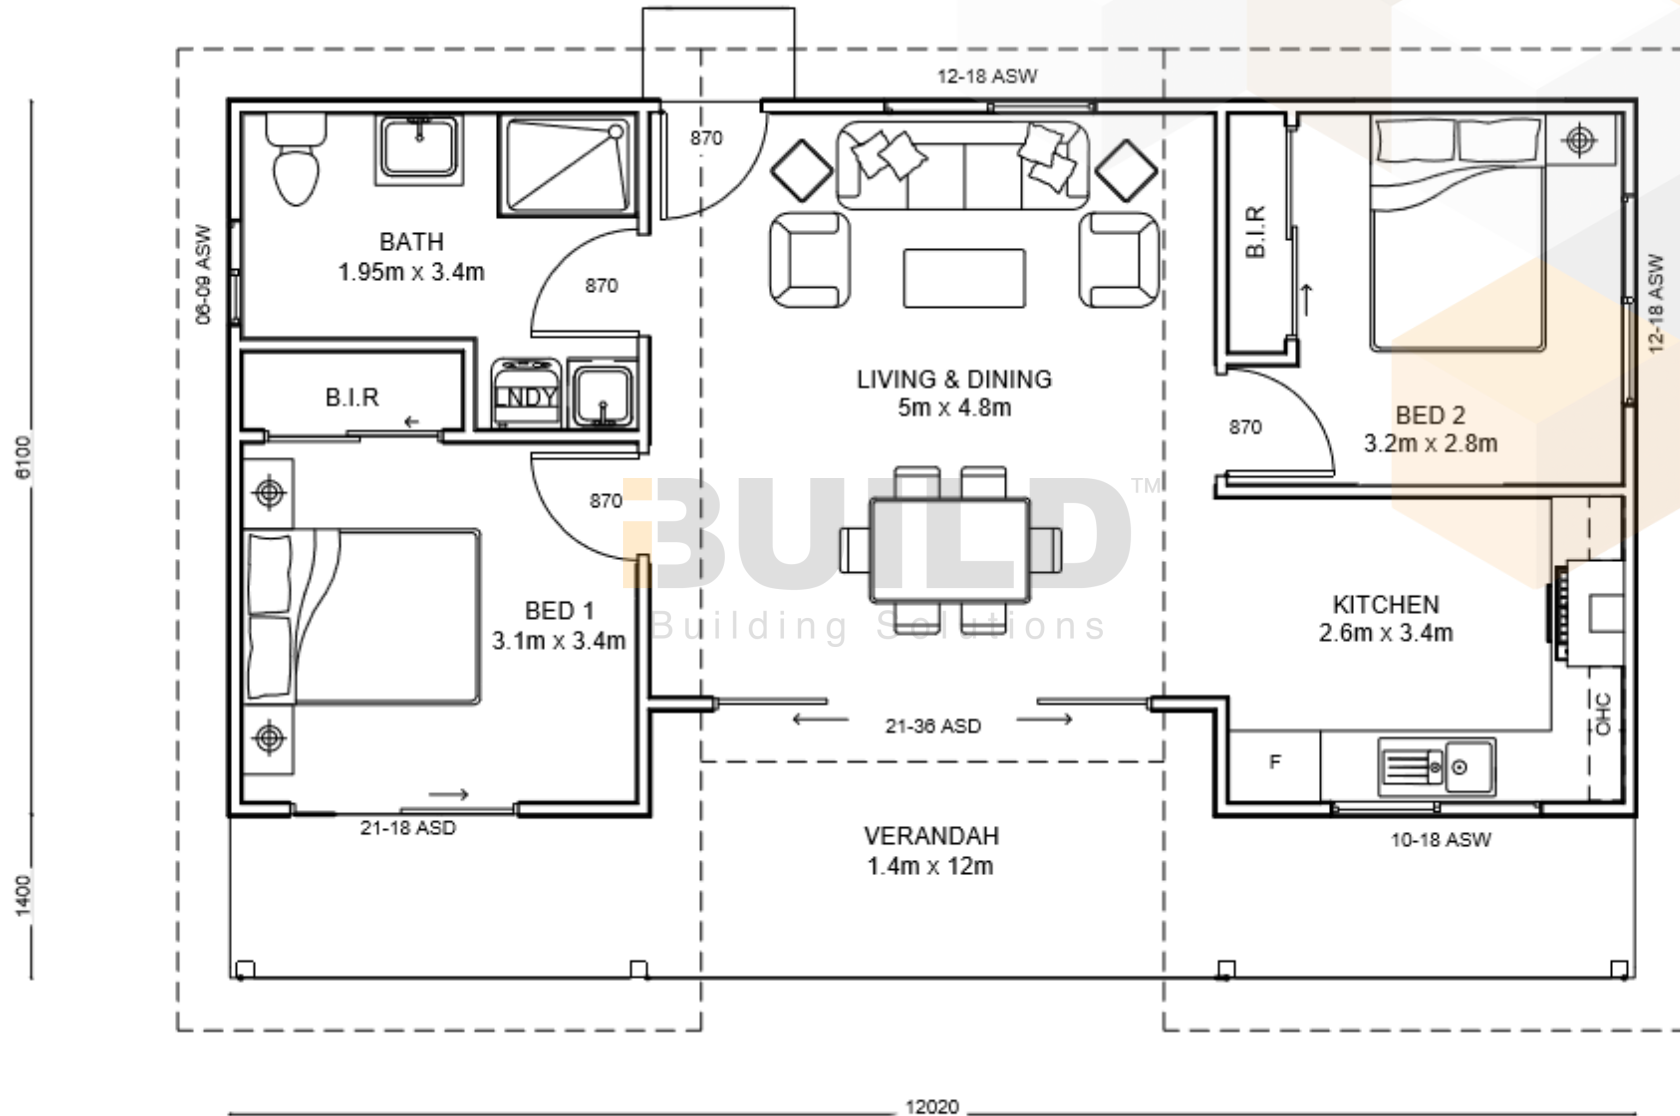 12-18 ASW
870
06-09 ASW
BATH
1.95m x 3.4m
870
B.I.R
12-18 ASW
LIVING & DINING
5m x 4.8m
B.I.R
LNDY
870
BED 2
3.2m x 2.8m
6100
870
iBUILD™
Building Solutions
BED 1
3.1m x 3.4m
KITCHEN
2.6m x 3.4m
OHC
21-36 ASD
F
21-18 ASD
VERANDAH
1.4m x 12m
10-18 ASW
1400
12020